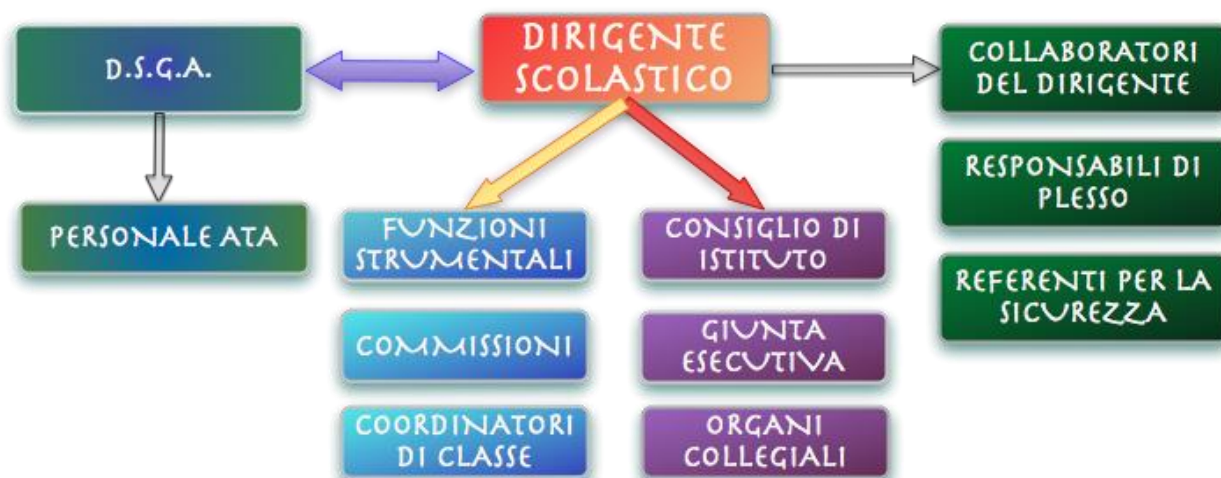 D.S.G.A.
DIRIGENTE
SCOLASTICO
COLLABORATORI
DEL DIRIGENTE
RESPONSABILI DI
PLESSO
PERSONALE ATA
FUNZIONI
STRUMENTALI
CONSIGLIO DI
ISTITUTO
REFERENTI PER LA
SICUREZZA
COMMISSIONI
GIUNTA
ESECUTIVA
COORDINATORI
DI CLASSE
ORGANI
COLLEGIALI